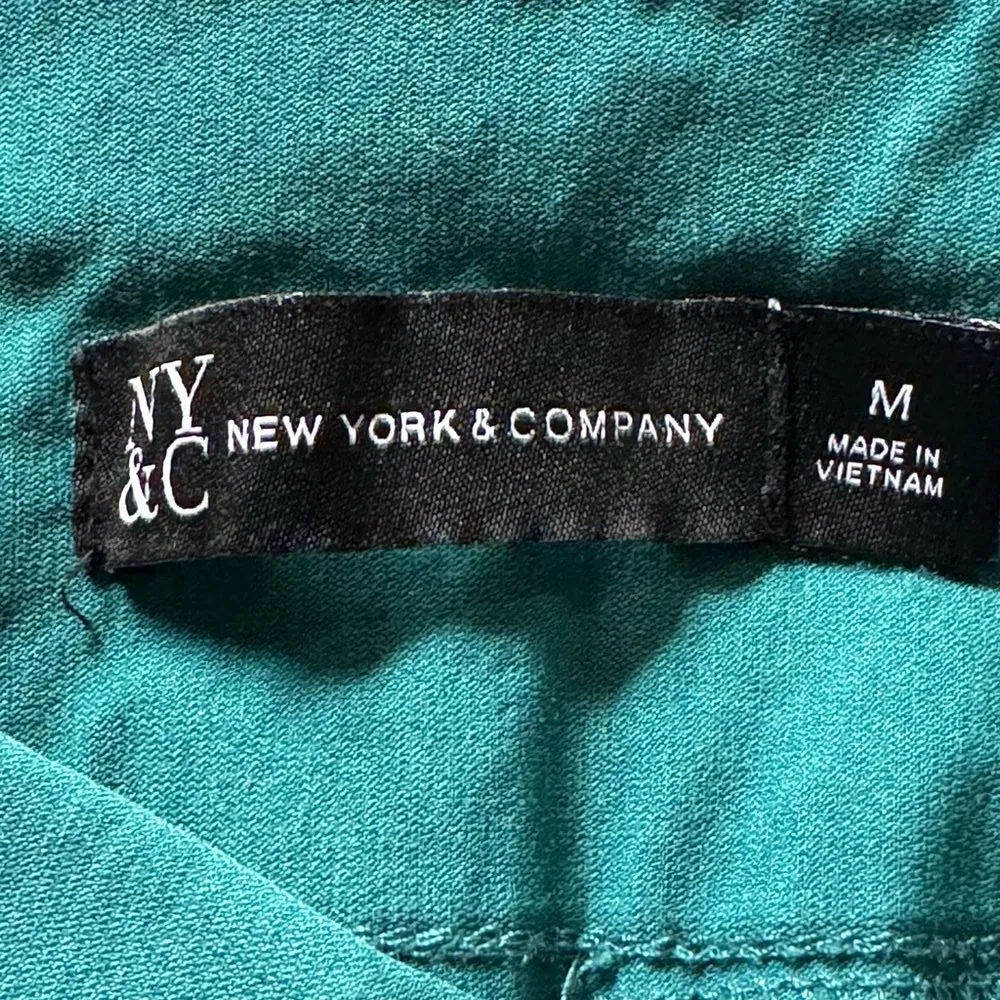 NY
&C
NEW YORK & COMPANY
M
MADE IN
VIETNAM